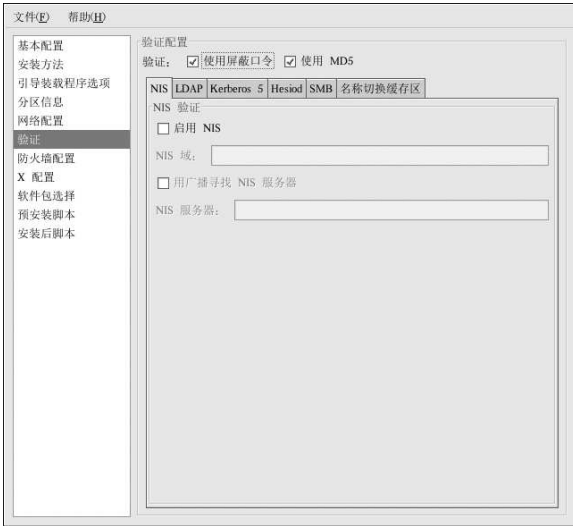 文件(F) 帮助(H)
基本配置
安装方法
引导装载程序选项
分区信息
网络配置
验证
防火墙配置
X 配置
软件包选择
预安装脚本
安装后脚本
验证配置
验证: 使用屏蔽口令 使用 MD5
NIS LDAP Kerberos 5 Hesiod SMB 名称切换缓存区
NIS 验证
启用 NIS
NIS 域:
用广播寻找 NIS 服务器
NIS 服务器: